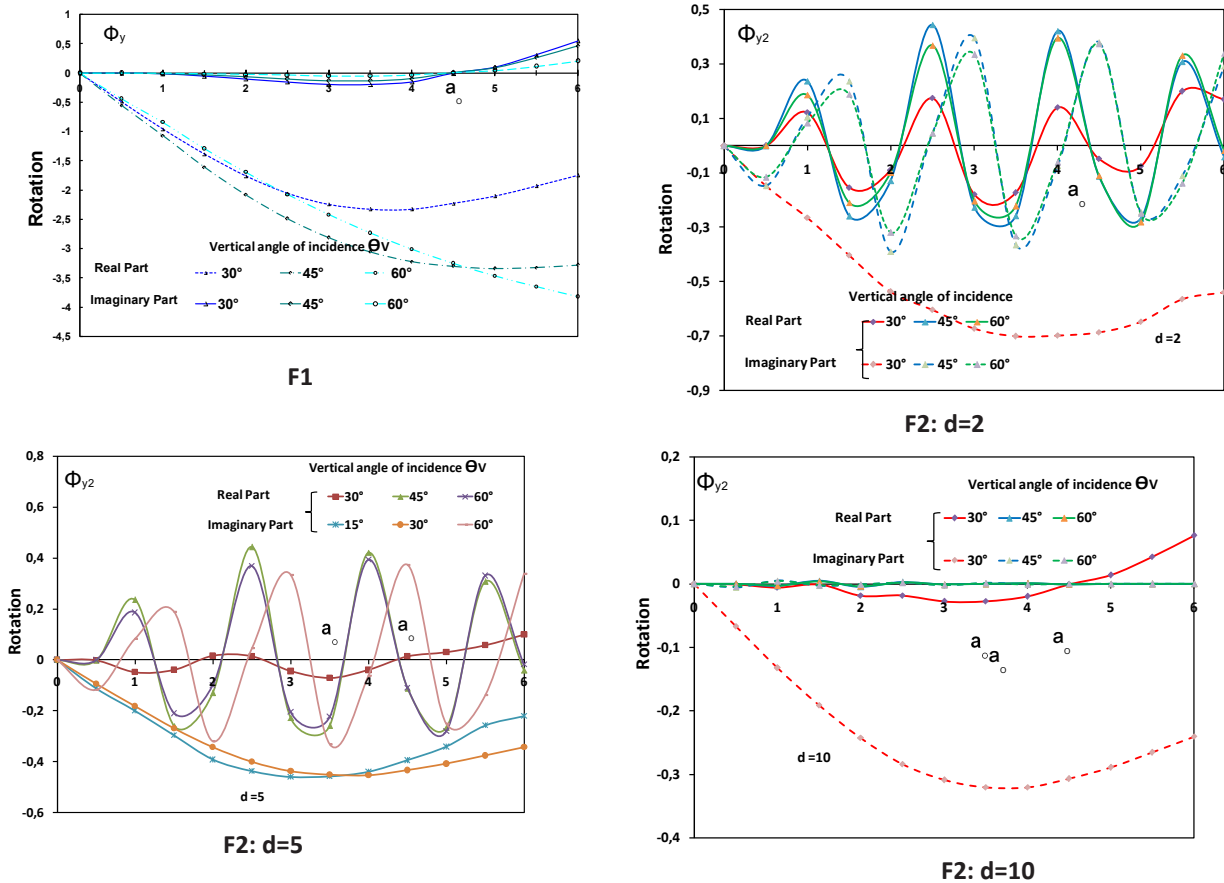 Φy
1
0,5
0
-0,5
-1
-1,5
-2
-2,5
-3
-3,5
-4
-4,5
0 1 2 3 4 5 6
a
Rotation
Vertical angle of incidence ӨV
Real Part 30° 45° 60°
Imaginary Part 30° 45° 60°
F1
Φy2
0,5
0,3
0,1
-0,1
-0,3
-0,5
-0,7
-0,9
0 1 2 3 4 5 6
a
Rotation
Vertical angle of incidence
Real Part 30° 45° 60°
Imaginary Part 30° 45° 60°
d =2
F2: d=2
Φy2
0,8
0,6
0,4
0,2
0
-0,2
-0,4
-0,6
0 1 2 3 4 5 6
Rotation
Vertical angle of incidence ӨV
Real Part 30° 45° 60°
Imaginary Part 15° 30° 60°
a a
d =5
F2: d=5
Φy2
0,2
0,1
0
-0,1
-0,2
-0,3
-0,4
0 1 2 3 4 5 6
Rotation
Vertical angle of incidence ӨV
Real Part 30° 45° 60°
Imaginary Part 30° 45° 60°
a a
a
d =10
F2: d=10